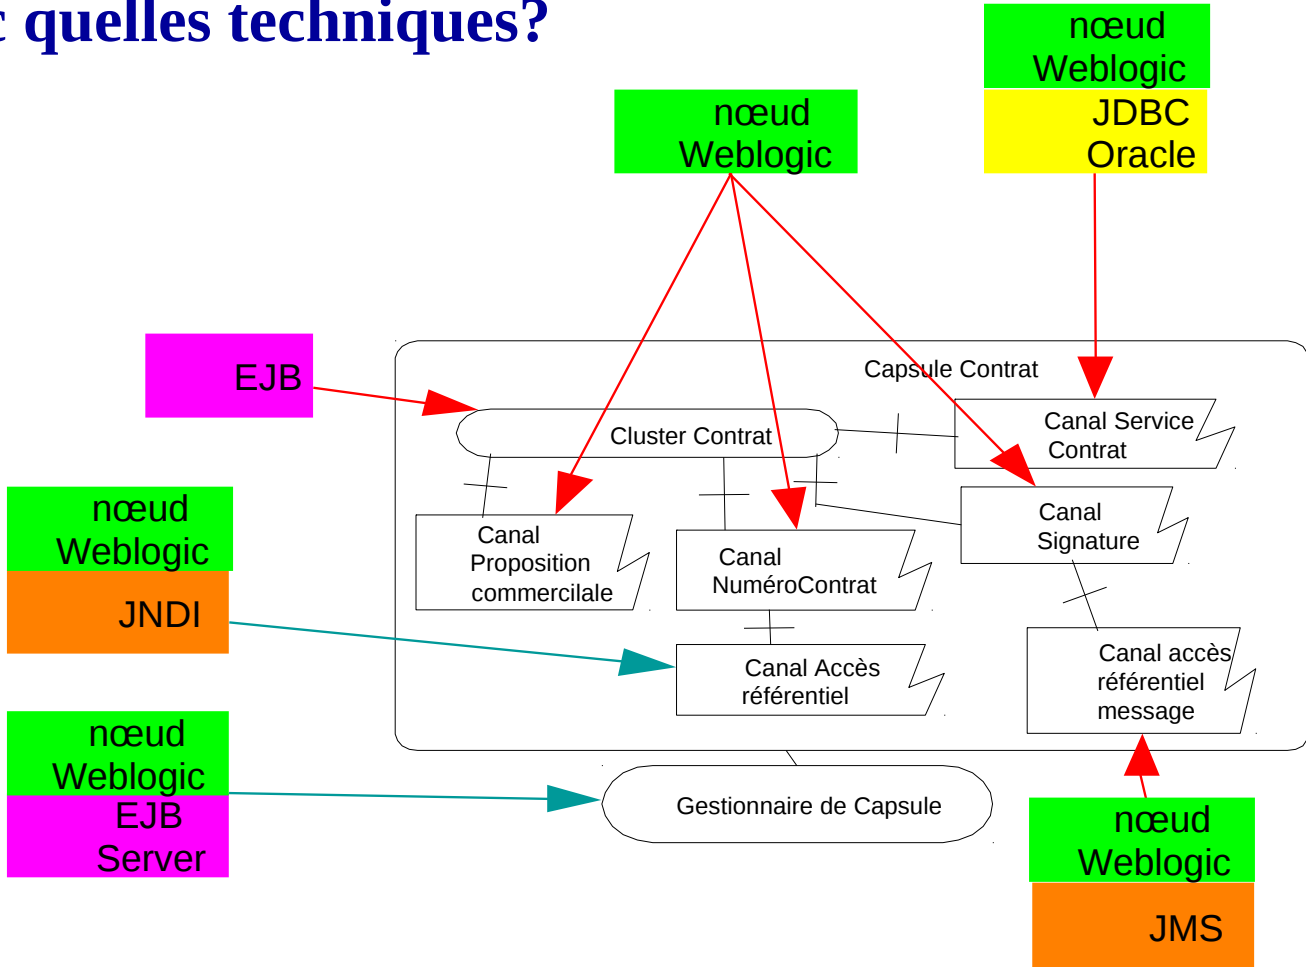 c quelles techniques?
nœud
Weblogic
JDBC
Oracle
nœud
Weblogic
EJB
Capsule Contrat
Cluster Contrat
Canal Service
Contrat
nœud
Weblogic
JNDI
Canal
Proposition
commercilale
Canal
NuméroContrat
Canal
Signature
Canal Accès
référentiel
Canal accès
référentiel
message
nœud
Weblogic
EJB
Server
Gestionnaire de Capsule
nœud
Weblogic
JMS